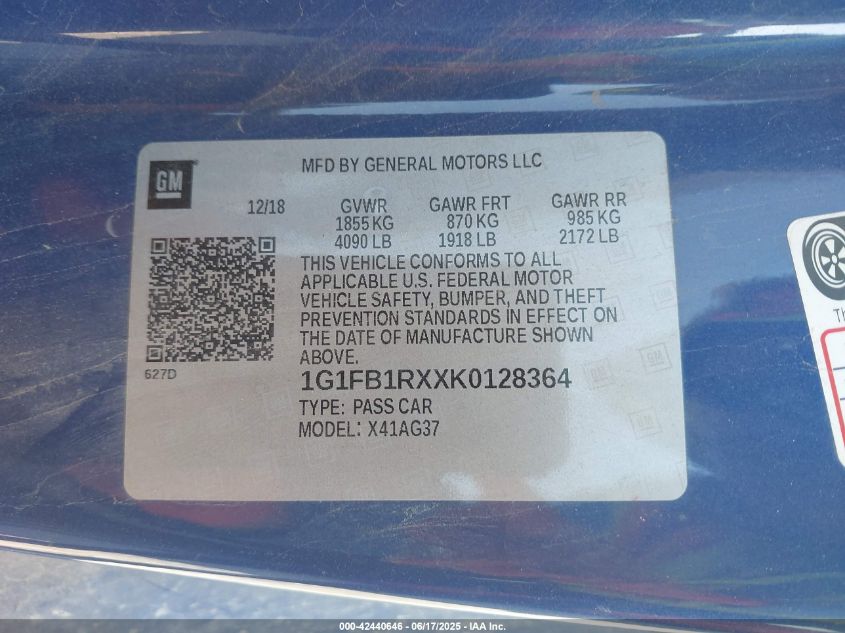 GM
MFD BY GENERAL MOTORS LLC
12/18
GVWR GAWR FRT GAWR RR
1855 KG 870 KG 985 KG
4090 LB 1918 LB 2172 LB
THIS VEHICLE CONFORMS TO ALL
APPLICABLE U.S. FEDERAL MOTOR
VEHICLE SAFETY, BUMPER, AND THEFT
PREVENTION STANDARDS IN EFFECT ON
THE DATE OF MANUFACTURE SHOWN
ABOVE.
627D
1G1FB1RXXK0128364
TYPE: PASS CAR
MODEL: X41AG37
000-42440646 - 06/17/2025 - IAA Inc.